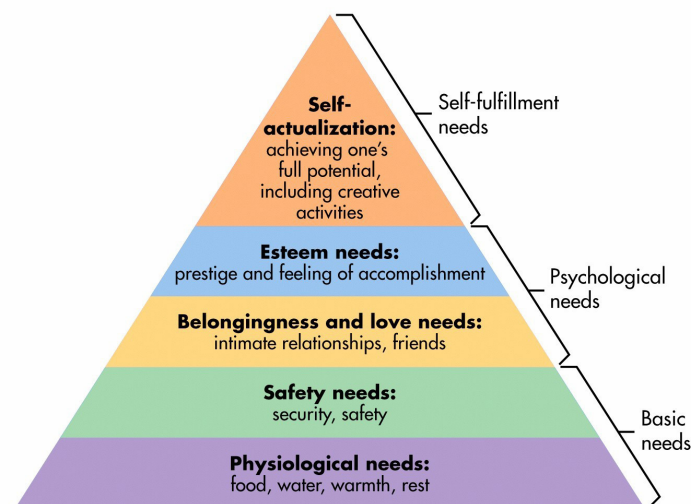 Self-
actualization:
achieving one's
full potential,
including creative
activities
Self-fulfillment
needs
Esteem needs:
prestige and feeling of accomplishment
Psychological
needs
Belongingness and love needs:
intimate relationships, friends
Safety needs:
security, safety
Basic
needs
Physiological needs:
food, water, warmth, rest